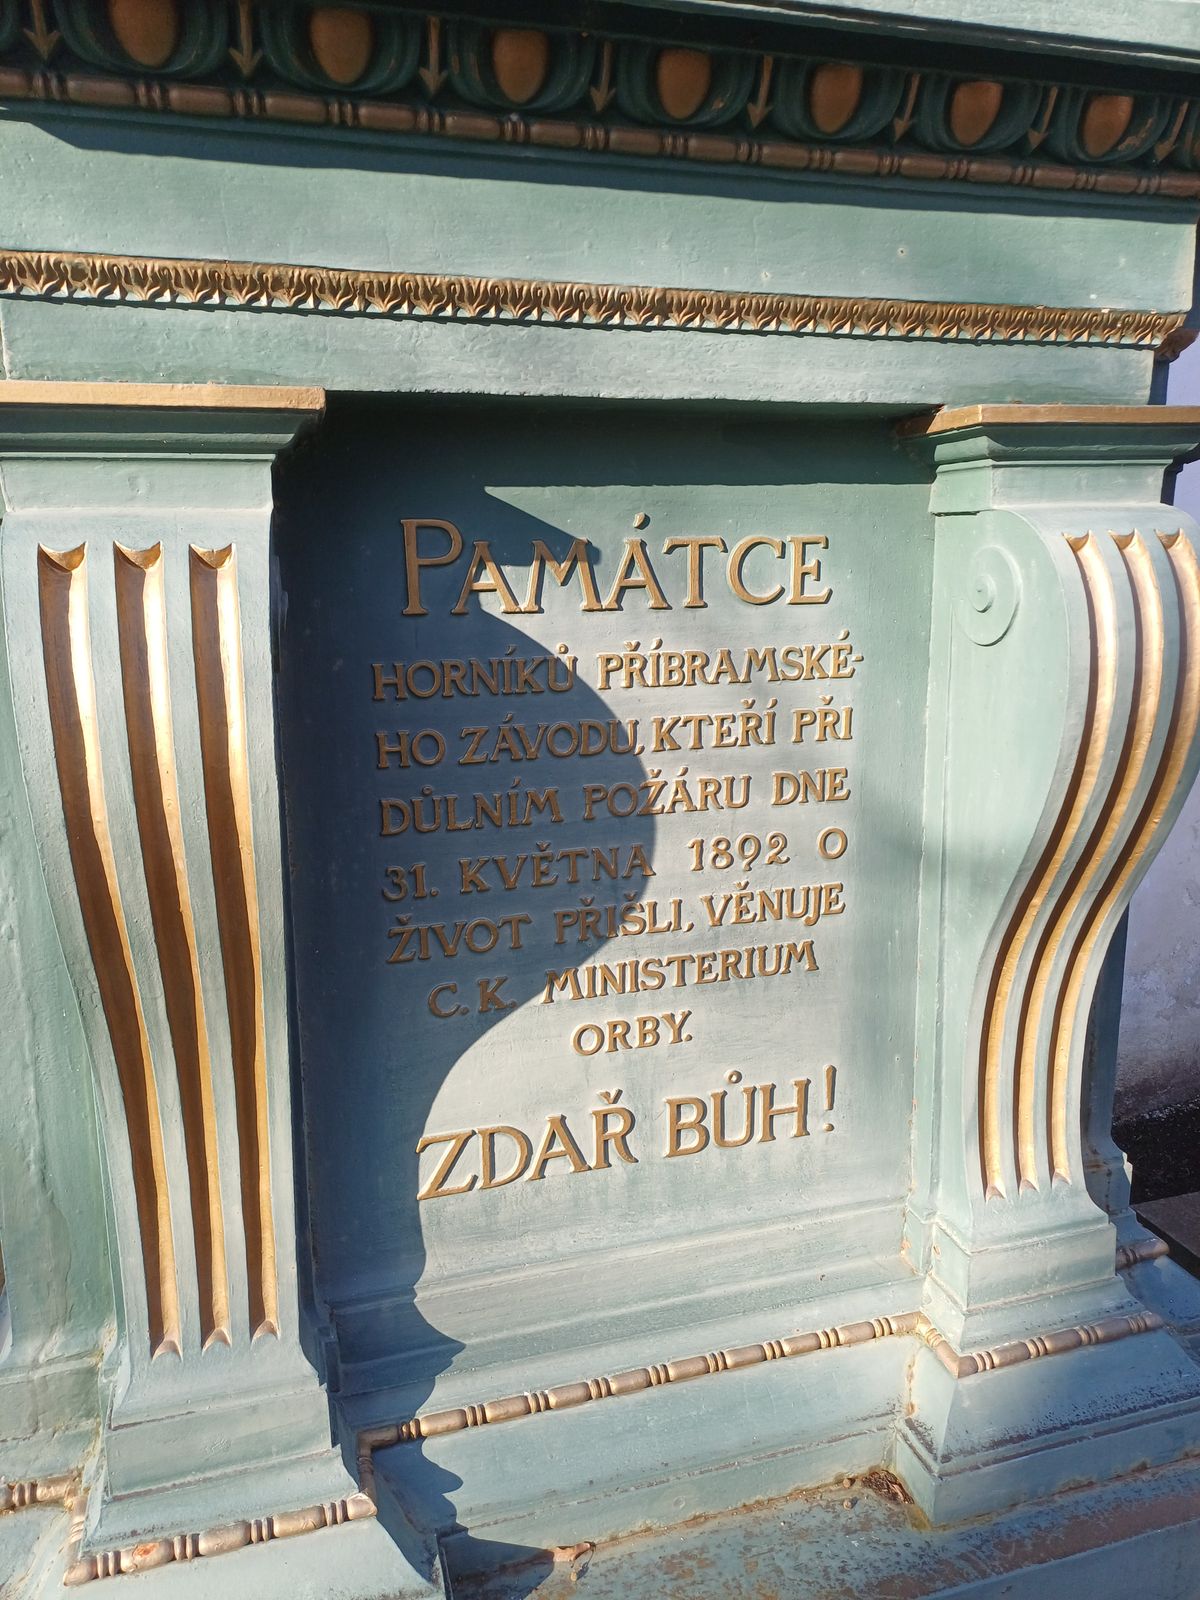 PAMÁTCE
HORNÍKŮ PŘÍBRAMSKÉ-
HO ZÁVODU, KTEŘÍ PŘI
DŮLNÍM POŽÁRU DNE
31. KVĚTNA 1892 O
ŽIVOT PŘIŠLI, VĚNUJE
C. K. MINISTERIUM
ORBY.
ZDAŘ BŮH!